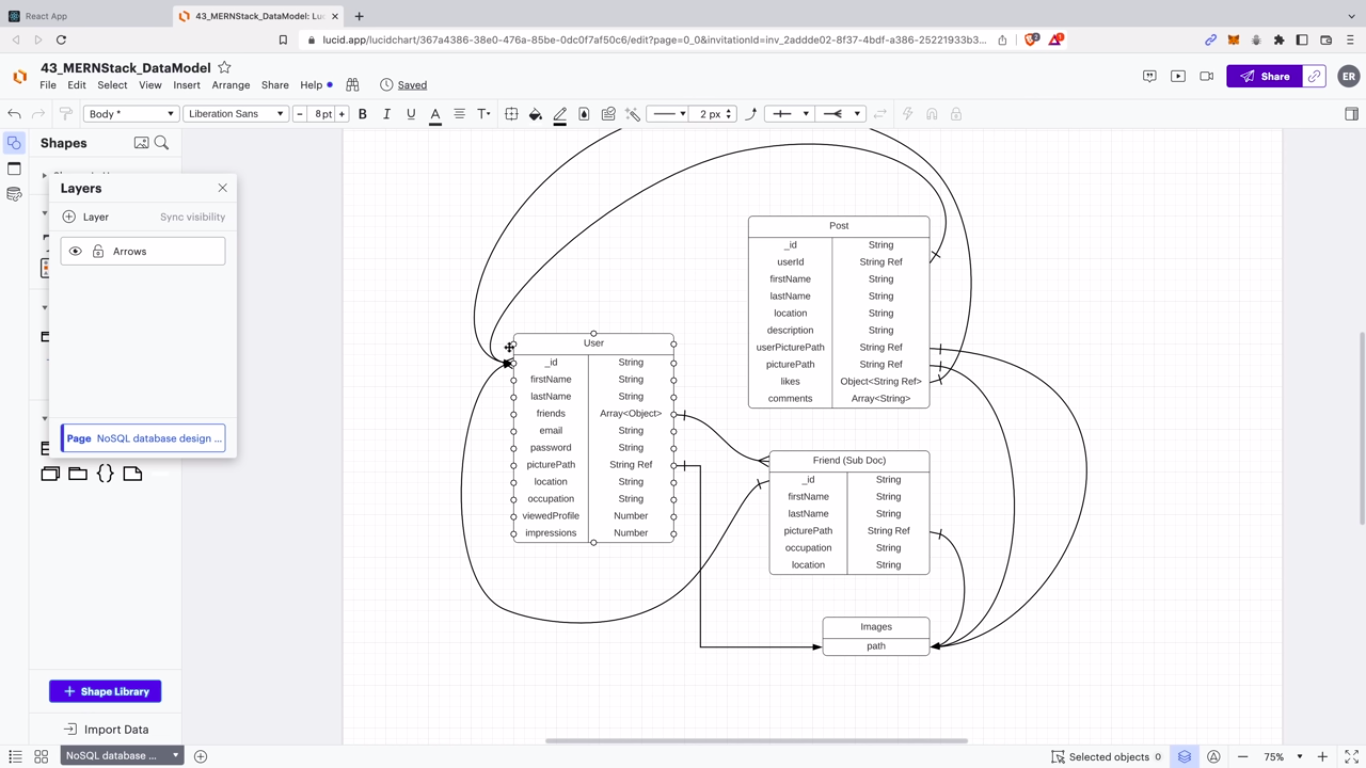 React App
43_MERNStack_DataModel: Luc
lucid.app/lucidchart/367a4386-38e0-476a-85be-0dc0f7af50c6/edit?page=0_0&invitationId=inv_2addde02-8f37-4bdf-a386-25221933b3...
43_MERNStack_DataModel
File Edit Select View Insert Arrange Share Help Saved
Share
ER
Body * Liberation Sans 8pt B I U A T 2 px
Shapes
Layers
Layer Sync visibility
Arrows
Page NoSQL database design ...
Shape Library
Import Data
Post
_id String
userId String Ref
firstName String
lastName String
location String
description String
userPicturePath String Ref
picturePath String Ref
likes Object<String Ref>
comments Array<String>
User
_id String
firstName String
lastName String
friends Array<Object>
email String
password String
picturePath String Ref
location String
occupation String
viewedProfile Number
impressions Number
Friend (Sub Doc)
_id String
firstName String
lastName String
picturePath String Ref
occupation String
location String
Images
path
NoSQL database ...
Selected objects 0
75%